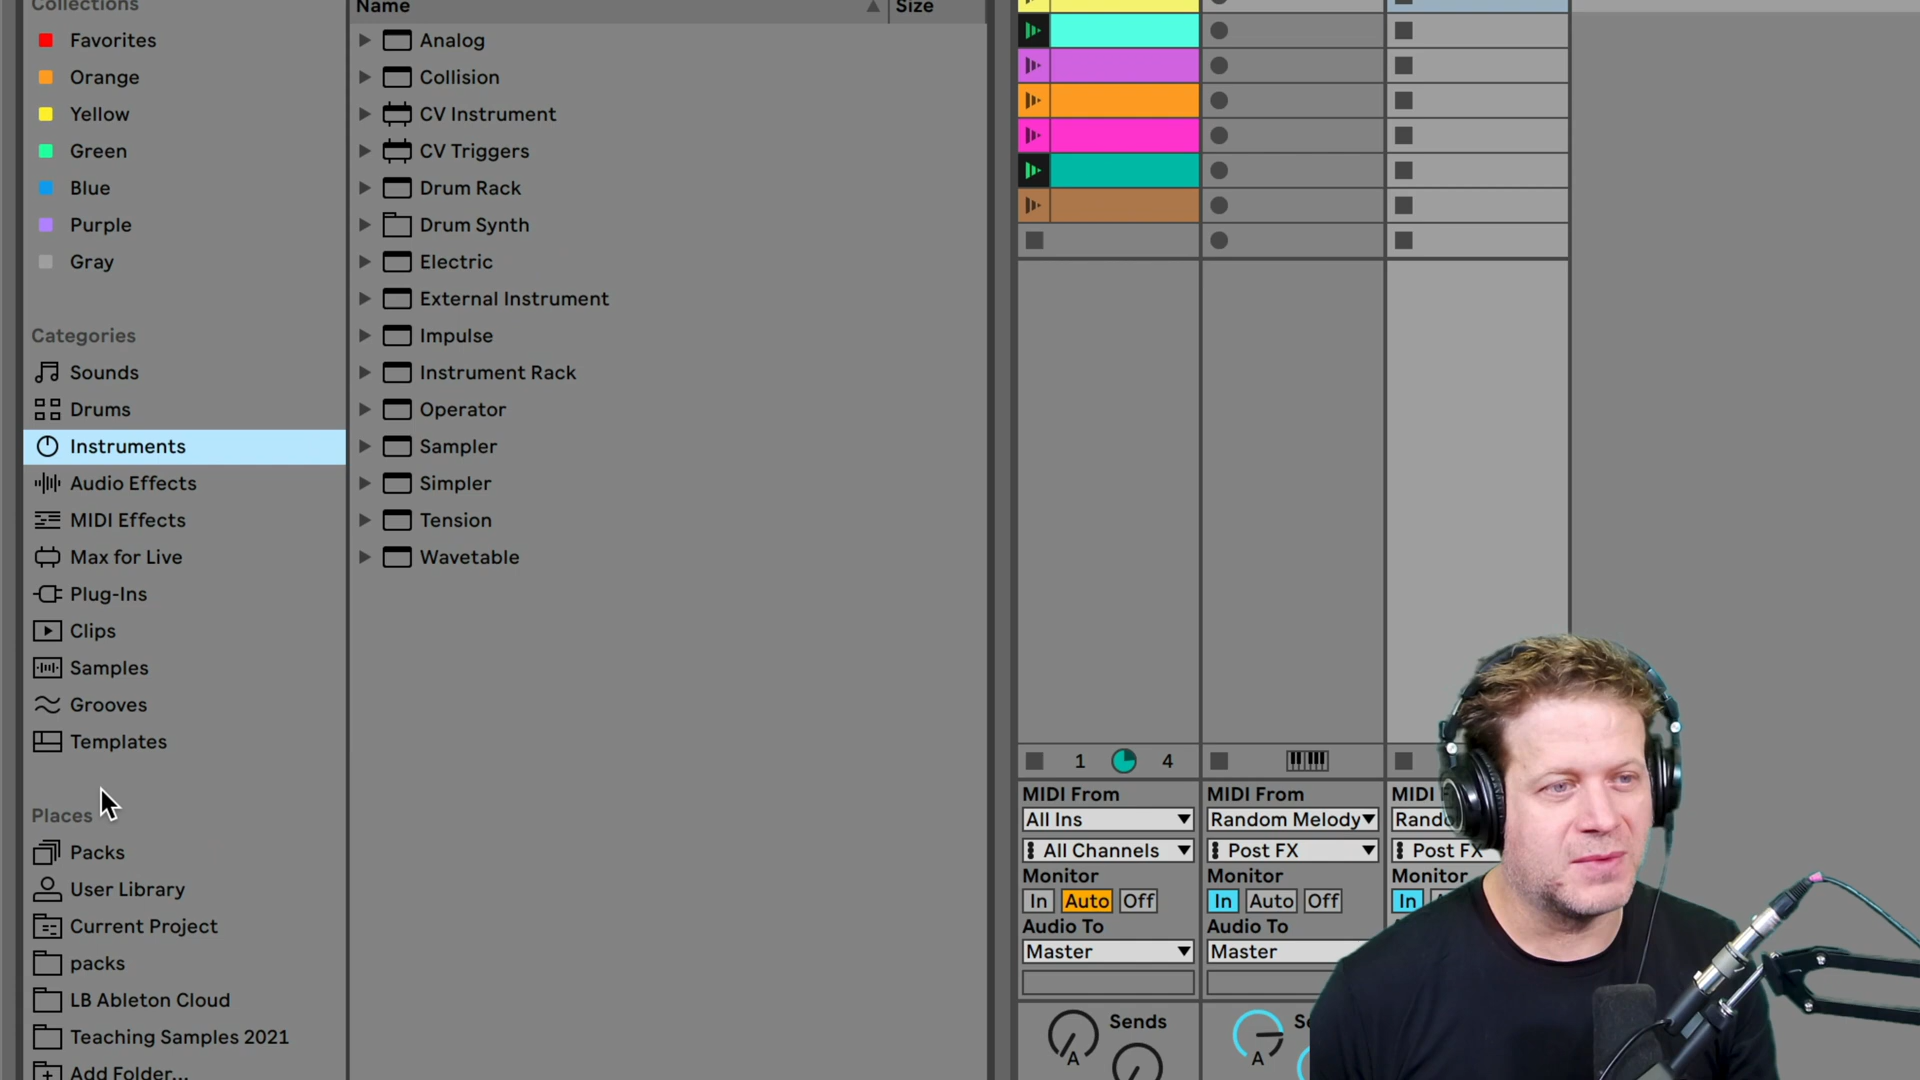 Collections
Favorites
Orange
Yellow
Green
Blue
Purple
Gray
Categories
Sounds
Drums
Instruments
Audio Effects
MIDI Effects
Max for Live
Plug-Ins
Clips
Samples
Grooves
Templates
Places
Packs
User Library
Current Project
packs
LB Ableton Cloud
Teaching Samples 2021
Add Folder...
Name Size
Analog
Collision
CV Instrument
CV Triggers
Drum Rack
Drum Synth
Electric
External Instrument
Impulse
Instrument Rack
Operator
Sampler
Simpler
Tension
Wavetable
1 4
MIDI From
All Ins
All Channels
Monitor
In Auto Off
Audio To
Master
Sends
A
MIDI From
Random Melody
Post FX
Monitor
In Auto Off
Audio To
Master
Se
A
MIDI
Rando
Post FX
Monitor
In